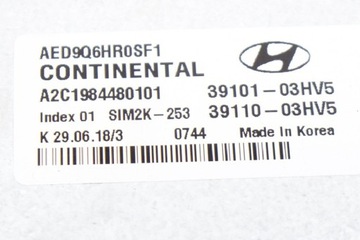 AED9Q6HR0SF1
CONTINENTAL
A2C1984480101 39101-03HV5
Index 01 SIM2K-253 39110-03HV5
K 29.06.18/3 0744 Made In Korea